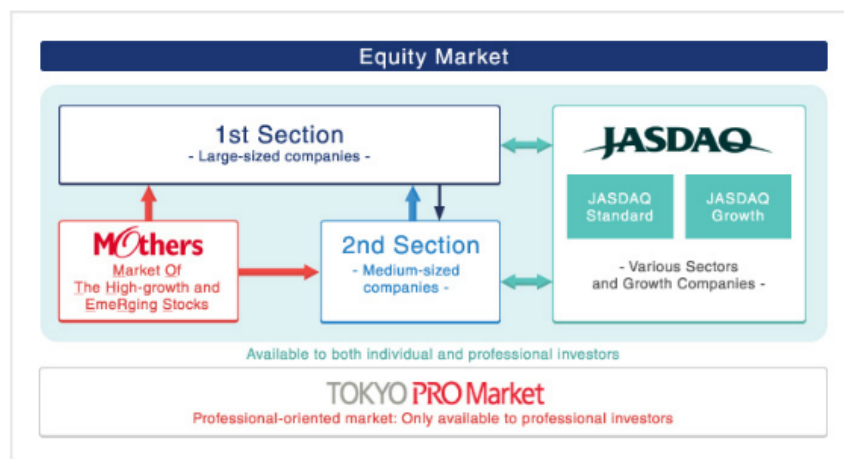 Equity Market
1st Section
- Large-sized companies -
JASDAQ
JASDAQ
Standard
JASDAQ
Growth
- Various Sectors
and Growth Companies -
Mothers
Market Of
The High-growth and
EmeRging Stocks
2nd Section
- Medium-sized
companies -
Available to both individual and professional investors
TOKYO PRO Market
Professional-oriented market: Only available to professional investors